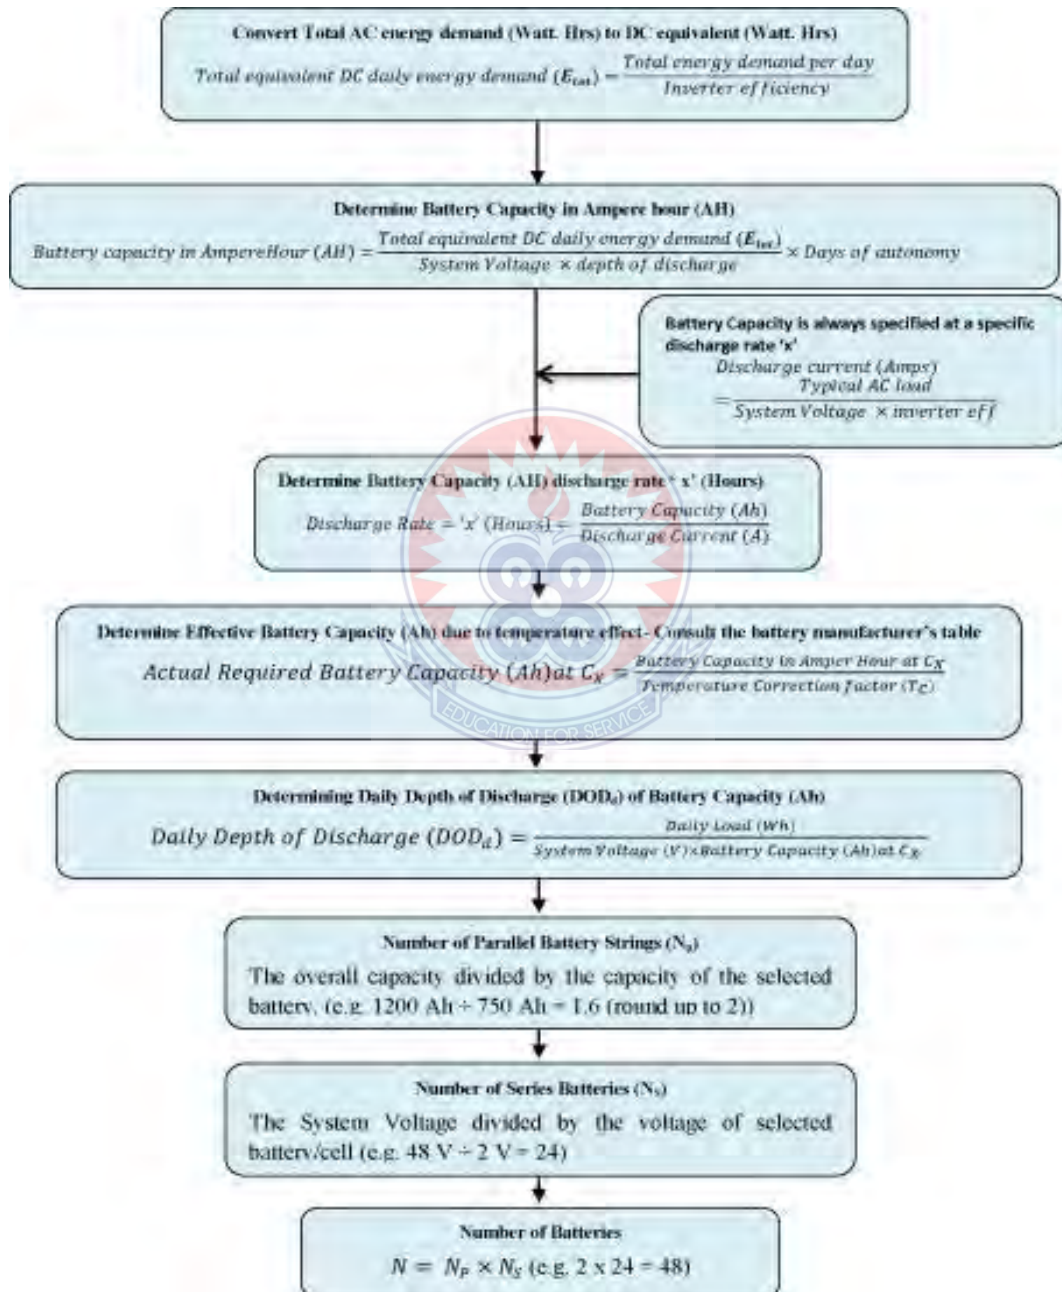 Convert Total AC energy demand (Watt. Hrs) to DC equivalent (Watt. Hrs)
Total equivalent DC daily energy demand (E_tot) = Total energy demand per day / Inverter efficiency
Determine Battery Capacity in Ampere hour (AH)
Battery capacity in AmpereHour (AH) = Total equivalent DC daily energy demand (E_tot) / System Voltage × depth of discharge × Days of autonomy
Battery Capacity is always specified at a specific
discharge rate 'x'
Discharge current (Amps)
= Typical AC load / System Voltage × inverter eff
Determine Battery Capacity (AH) discharge rate ' x' (Hours)
Discharge Rate = 'x' (Hours) = Battery Capacity (Ah) / Discharge Current (A)
Determine Effective Battery Capacity (Ah) due to temperature effect- Consult the battery manufacturer's table
Actual Required Battery Capacity (Ah)at C_x = Battery Capacity in Amper Hour at C_X / Temperature Correction factor (T_C)
EDUCATION FOR SERVICE
Determining Daily Depth of Discharge (DOD_d) of Battery Capacity (Ah)
Daily Depth of Discharge (DOD_d) = Daily Load (Wh) / System Voltage (V)×Battery Capacity (Ah)at C_x
Number of Parallel Battery Strings (N_p)
The overall capacity divided by the capacity of the selected
battery. (e.g. 1200 Ah ÷ 750 Ah = 1.6 (round up to 2))
Number of Series Batteries (N_s)
The System Voltage divided by the voltage of selected
battery/cell (e.g. 48 V ÷ 2 V = 24)
Number of Batteries
N = N_P × N_S (e.g. 2 x 24 = 48)